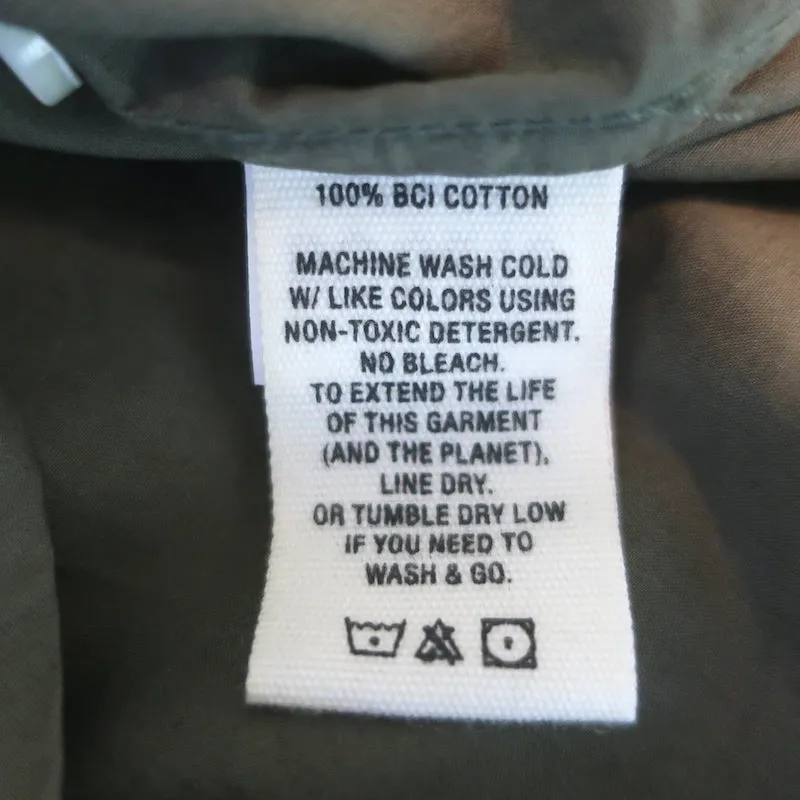 100% BCI COTTON
MACHINE WASH COLD
W/ LIKE COLORS USING
NON-TOXIC DETERGENT.
NO BLEACH.
TO EXTEND THE LIFE
OF THIS GARMENT
(AND THE PLANET),
LINE DRY.
OR TUMBLE DRY LOW
IF YOU NEED TO
WASH & GO.